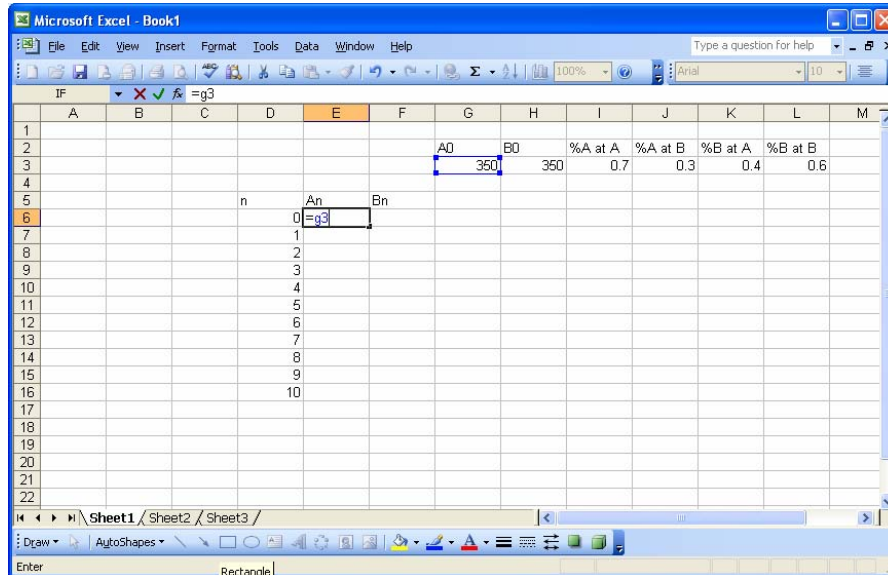 Microsoft Excel - Book1
File Edit View Insert Format Tools Data Window Help Type a question for help
100% Arial 10
IF =g3
A B C D E F G H I J K L M
1
2 A0 B0 %A at A %A at B %B at A %B at B
3 350 350 0.7 0.3 0.4 0.6
4
5 n An Bn
6 0 =g3
7 1
8 2
9 3
10 4
11 5
12 6
13 7
14 8
15 9
16 10
17
18
19
20
21
22
Sheet1 Sheet2 Sheet3
Draw AutoShapes
Enter Rectangle